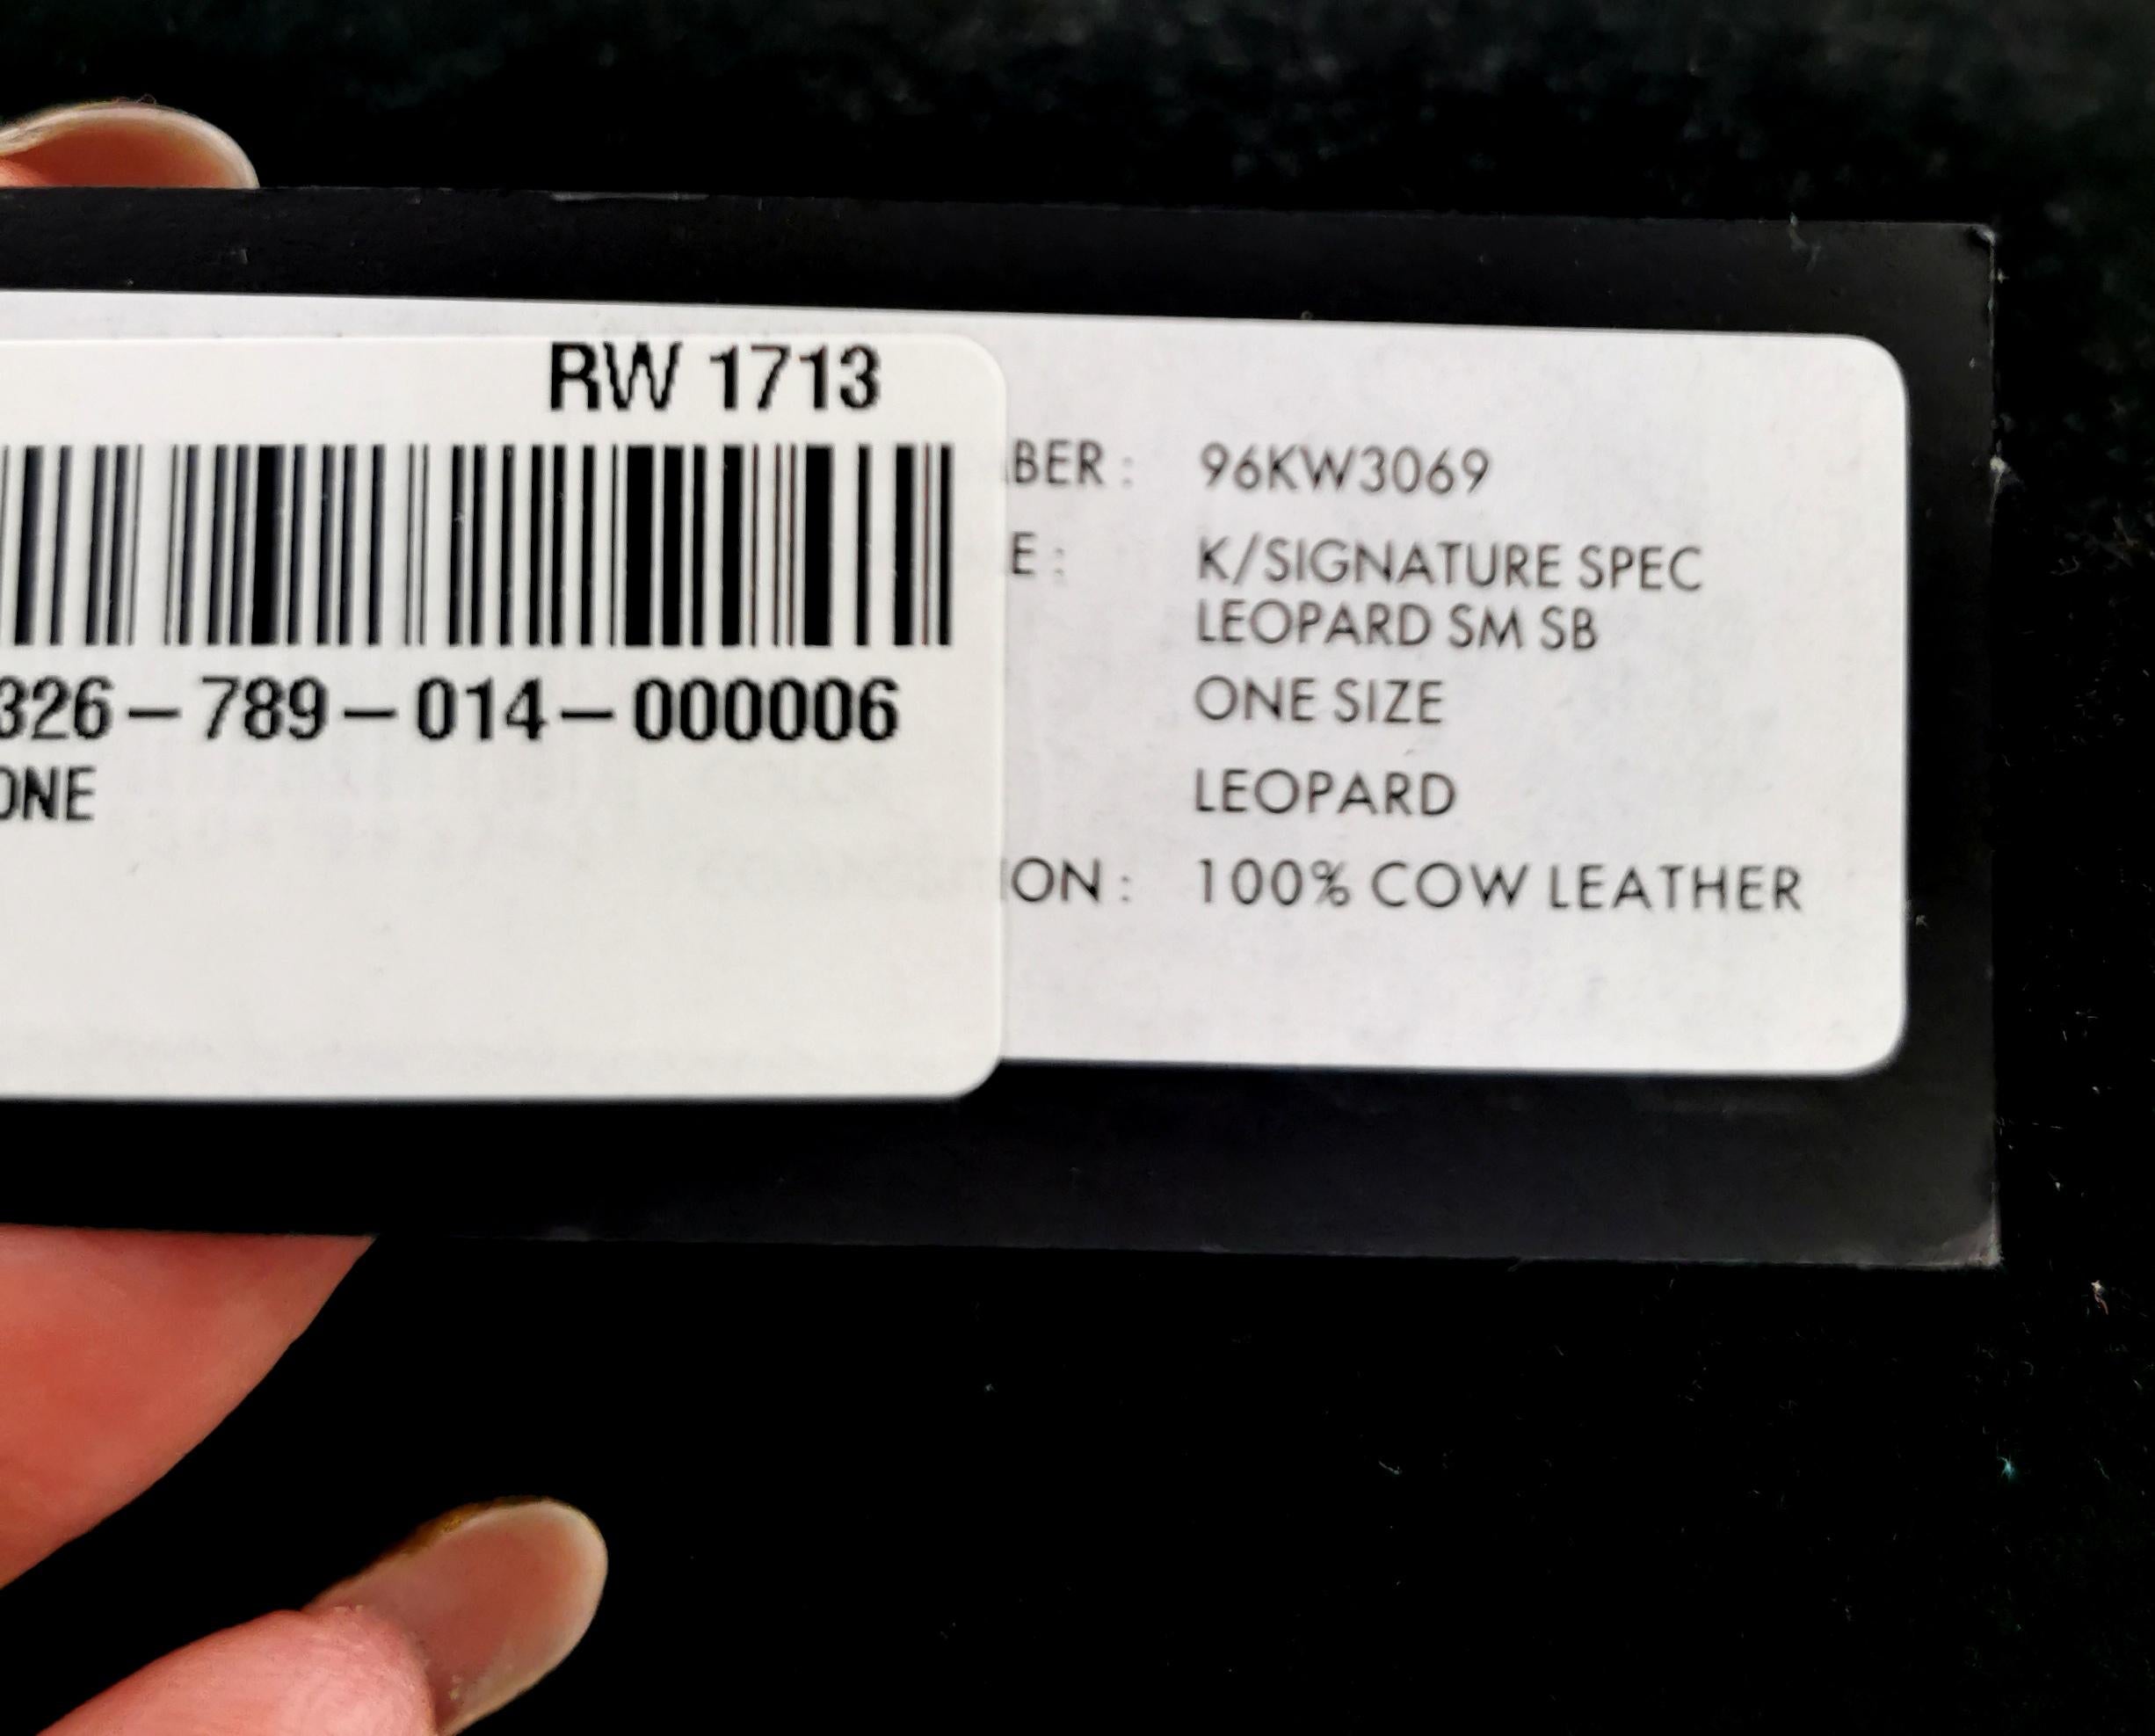 RW 1713
326-789-014-000006
ONE
BER : 96KW3069
E : K/SIGNATURE SPEC
LEOPARD SM SB
ONE SIZE
LEOPARD
ION : 100% COW LEATHER